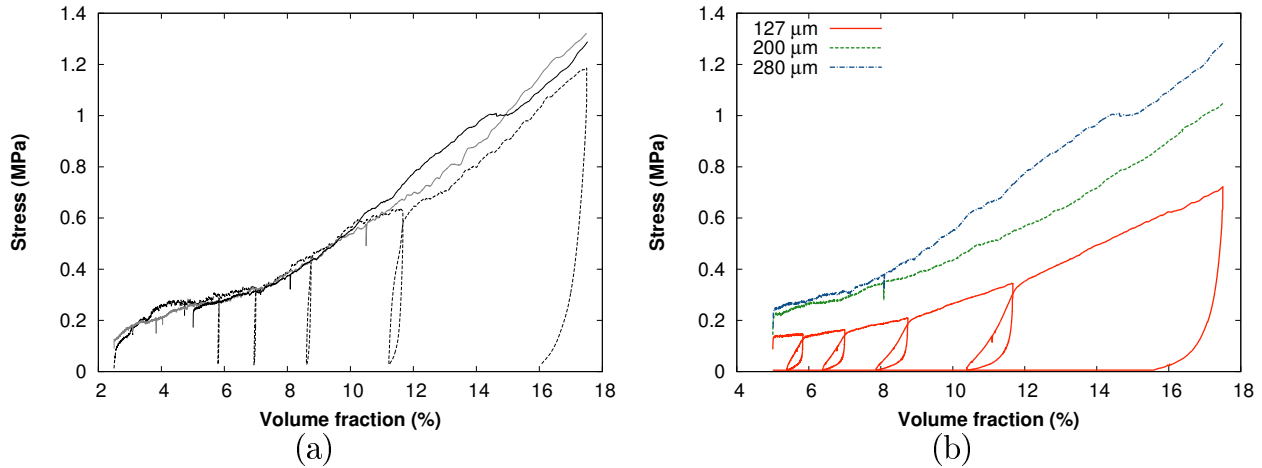 1.4
1.2
1
0.8
0.6
0.4
0.2
0
Stress (MPa)
2 4 6 8 10 12 14 16 18
Volume fraction (%)
(a)
1.4
1.2
1
0.8
0.6
0.4
0.2
0
Stress (MPa)
127 μm
200 μm
280 μm
4 6 8 10 12 14 16 18
Volume fraction (%)
(b)